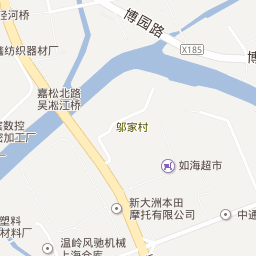 泾河桥
博园路
X185
博
鑫纺织器材厂
嘉松北路
吴淞江桥
数控
密加工厂
邬家村
如海超市
新大洲本田
摩托有限公司
中通
塑料
材料厂
温岭风驰机械
上海仓库